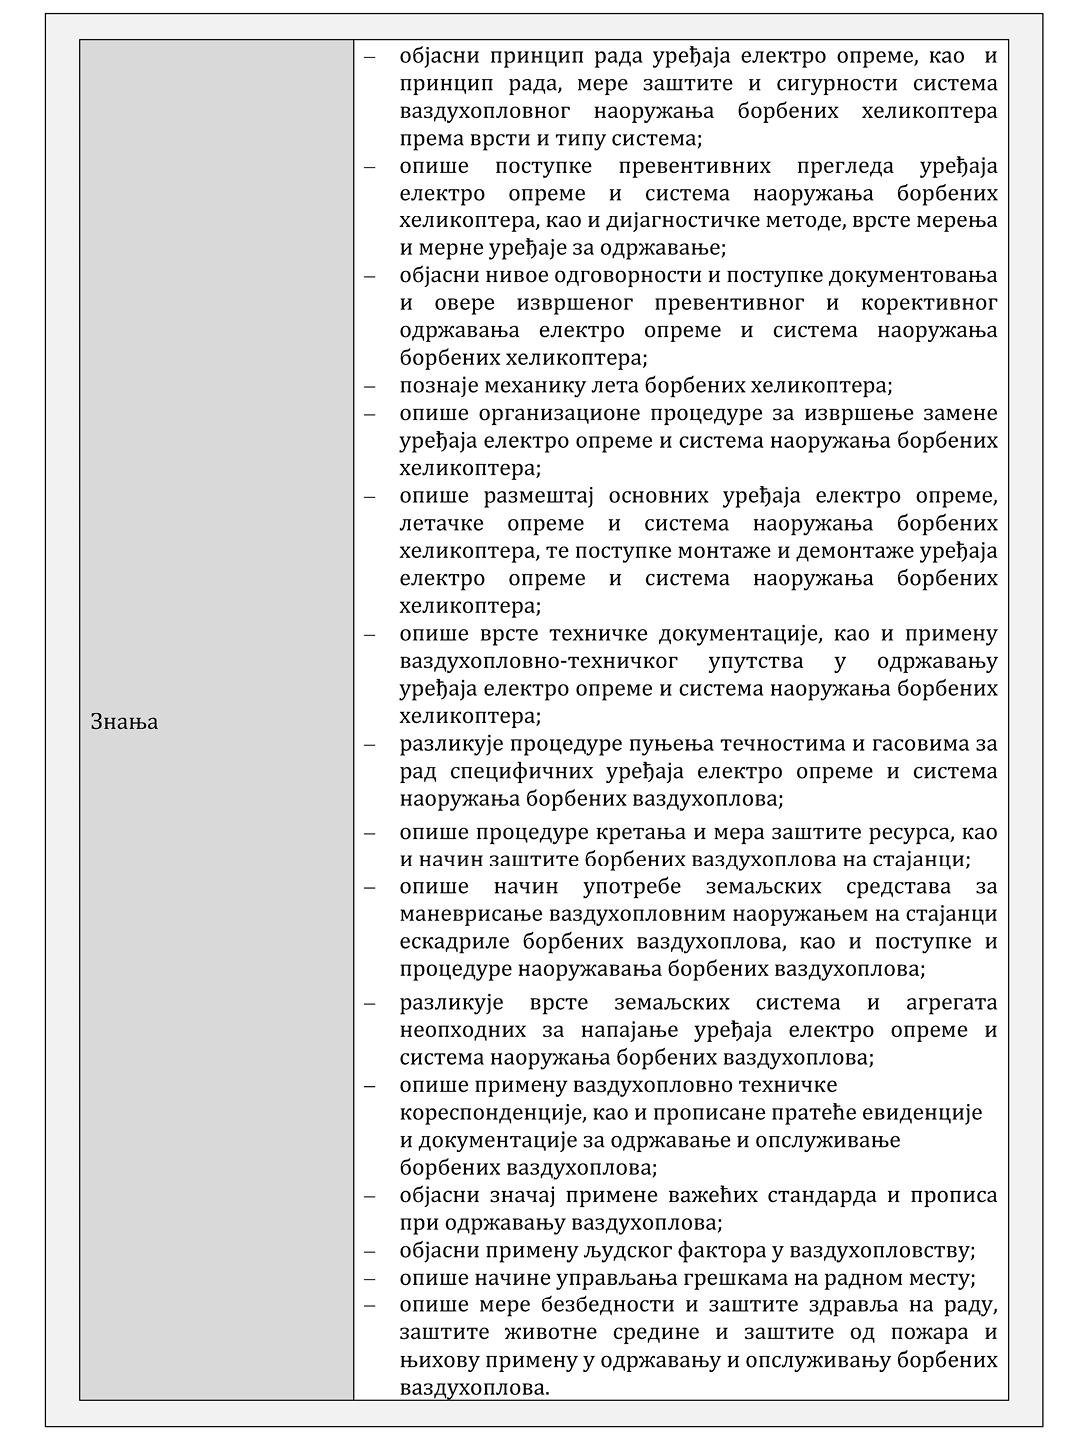 Знања
– објасни принцип рада уређаја електро опреме, као и
принцип рада, мере заштите и сигурности система
ваздухопловног наоружања борбених хеликоптера
према врсти и типу система;
– опише поступке превентивних прегледа уређаја
електро опреме и система наоружања борбених
хеликоптера, као и дијагностичке методе, врсте мерења
и мерне уређаје за одржавање;
– објасни нивое одговорности и поступке документовања
и овере извршеног превентивног и корективног
одржавања електро опреме и система наоружања
борбених хеликоптера;
– познаје механику лета борбених хеликоптера;
– опише организационе процедуре за извршење замене
уређаја електро опреме и система наоружања борбених
хеликоптера;
– опише размештај основних уређаја електро опреме,
летачке опреме и система наоружања борбених
хеликоптера, те поступке монтаже и демонтаже уређаја
електро опреме и система наоружања борбених
хеликоптера;
– опише врсте техничке документације, као и примену
ваздухопловно-техничког упутства у одржавању
уређаја електро опреме и система наоружања борбених
хеликоптера;
– разликује процедуре пуњења течностима и гасовима за
рад специфичних уређаја електро опреме и система
наоружања борбених ваздухоплова;
– опише процедуре кретања и мера заштите ресурса, као
и начин заштите борбених ваздухоплова на стајанци;
– опише начин употребе земаљских средстава за
маневрисање ваздухопловним наоружањем на стајанци
ескадриле борбених ваздухоплова, као и поступке и
процедуре наоружавања борбених ваздухоплова;
– разликује врсте земаљских система и агрегата
неопходних за напајање уређаја електро опреме и
система наоружања борбених ваздухоплова;
– опише примену ваздухопловно техничке
кореспонденције, као и прописане пратеће евиденције
и документације за одржавање и опслуживање
борбених ваздухоплова;
– објасни значај примене важећих стандарда и прописа
при одржавању ваздухоплова;
– објасни примену људског фактора у ваздухопловству;
– опише начине управљања грешкама на радном месту;
– опише мере безбедности и заштите здравља на раду,
заштите животне средине и заштите од пожара и
њихову примену у одржавању и опслуживању борбених
ваздухоплова.